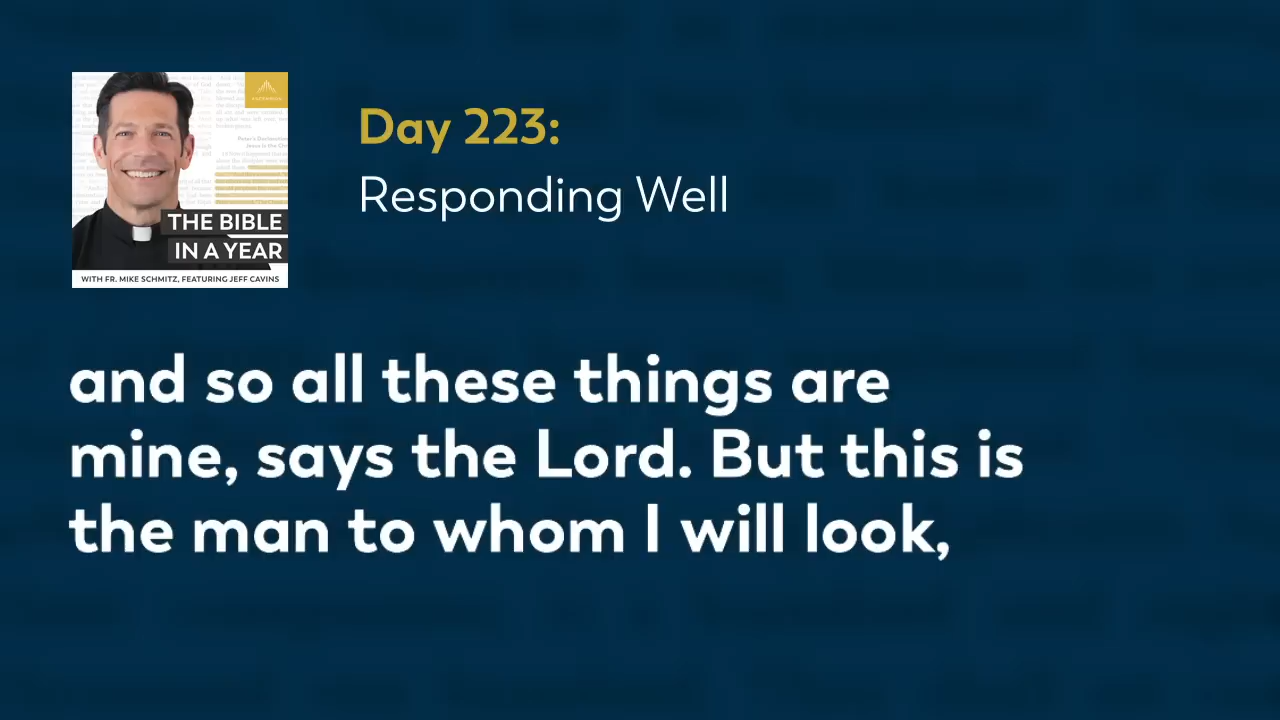 Day 223:
Responding Well
ASCENSION
THE BIBLE
IN A YEAR
WITH FR. MIKE SCHMITZ, FEATURING JEFF CAVINS
and so all these things are
mine, says the Lord. But this is
the man to whom I will look,